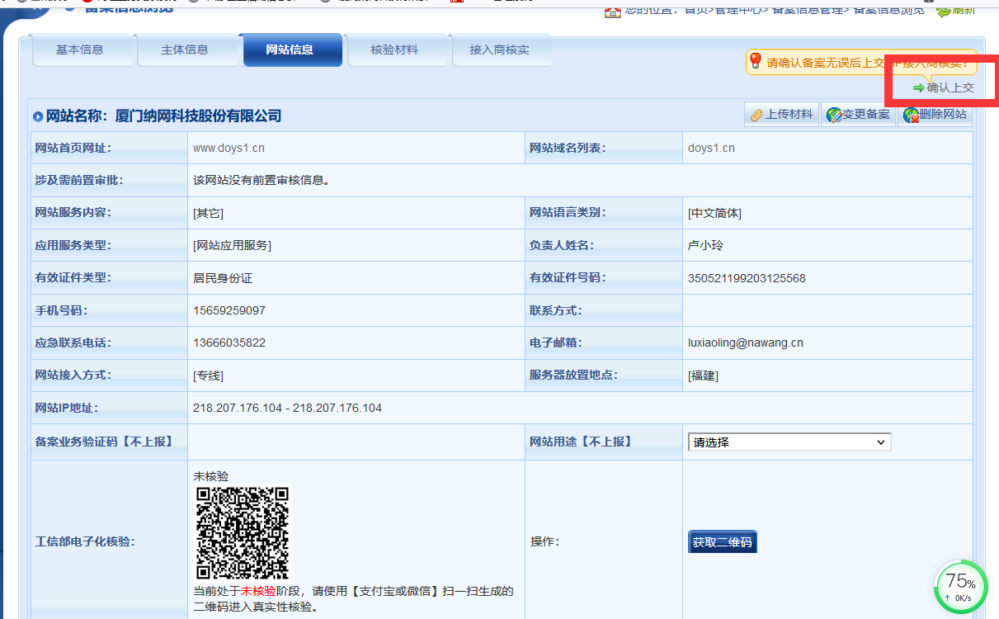 备案信息浏览
您的位置：首页>管理中心> 备案信息管理> 备案信息浏览 刷新
基本信息 主体信息 网站信息 核验材料 接入商核实
请确认备案无误后上交
接入商核实！
确认上交
网站名称：厦门纳网科技股份有限公司 上传材料 变更备案 删除网站
网站首页网址： www.doys1.cn 网站域名列表： doys1.cn
涉及需前置审批： 该网站没有前置审核信息。
网站服务内容： [其它] 网站语言类别： [中文简体]
应用服务类型： [网站应用服务] 负责人姓名： 卢小玲
有效证件类型： 居民身份证 有效证件号码： 350521199203125568
手机号码： 15659259097 联系方式：
应急联系电话： 13666035822 电子邮箱： luxiaoling@nawang.cn
网站接入方式： [专线] 服务器放置地点： [福建]
网站IP地址： 218.207.176.104 - 218.207.176.104
备案业务验证码【不上报】 网站用途【不上报】 请选择
未核验
工信部电子化核验： 操作： 获取二维码
当前处于未核验阶段，请使用【支付宝或微信】扫一扫生成的
二维码进入真实性核验。
75%
0K/s